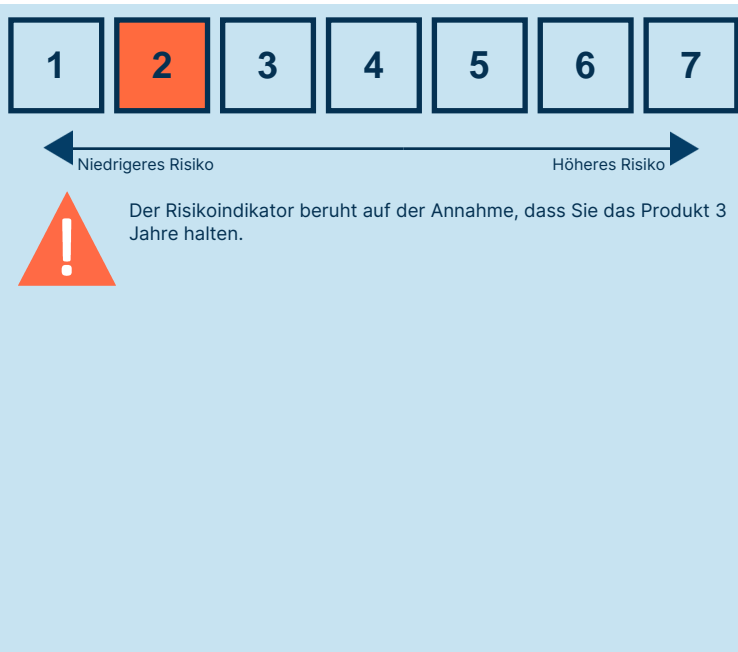 1 2 3 4 5 6 7
Niedrigeres Risiko Höheres Risiko
!
Der Risikoindikator beruht auf der Annahme, dass Sie das Produkt 3
Jahre halten.